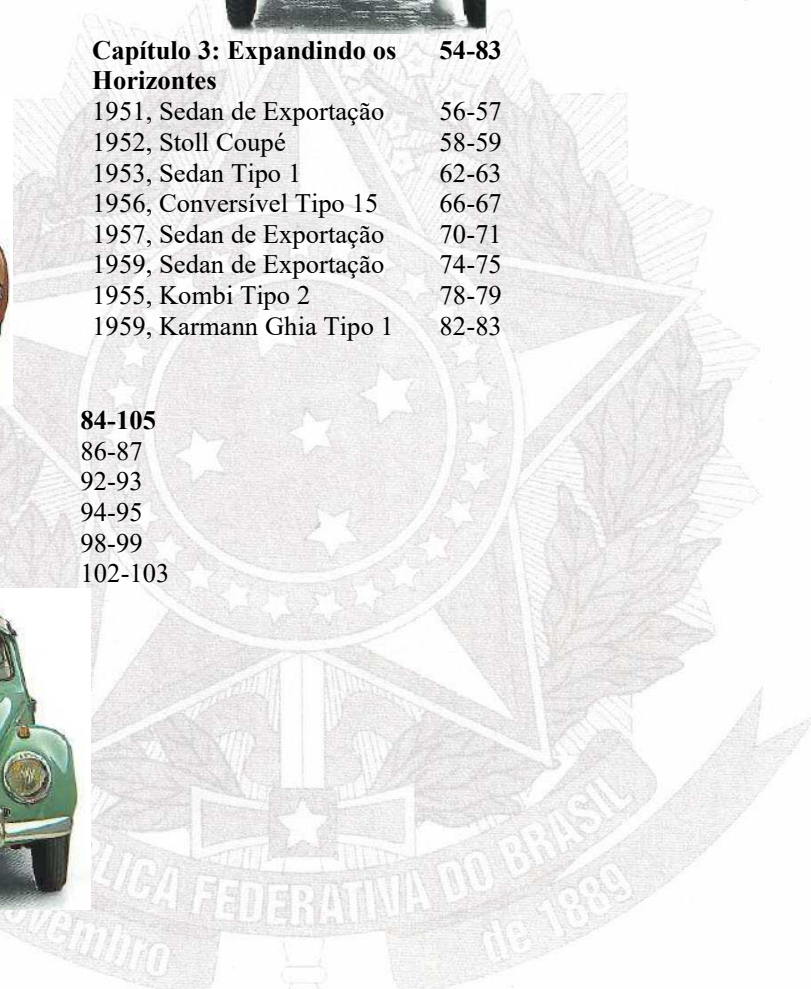 Capítulo 3: Expandindo os 54-83
Horizontes
1951, Sedan de Exportação 56-57
1952, Stoll Coupé 58-59
1953, Sedan Tipo 1 62-63
1956, Conversível Tipo 15 66-67
1957, Sedan de Exportação 70-71
1959, Sedan de Exportação 74-75
1955, Kombi Tipo 2 78-79
1959, Karmann Ghia Tipo 1 82-83
84-105
86-87
92-93
94-95
98-99
102-103
FEDERATIVA DO BRASIL
de 1889